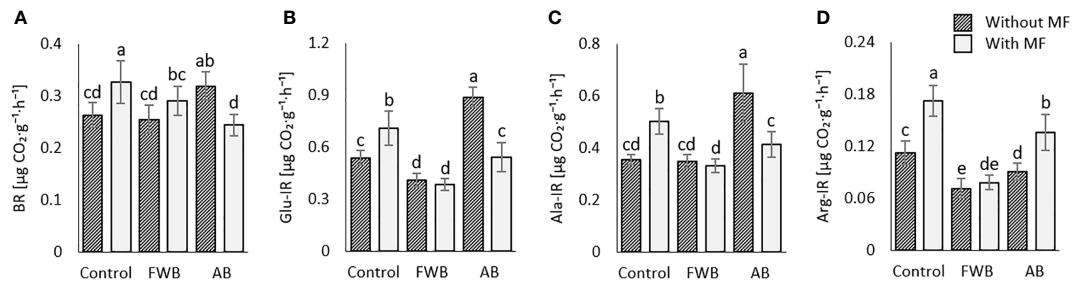 A
BR [µg CO₂·g⁻¹·h⁻¹]
0.4
0.3
0.2
0.1
0
cd
a
cd
bc
ab
d
Control FWB AB
B
Glu-IR [µg CO₂·g⁻¹·h⁻¹]
1.2
0.9
0.6
0.3
0
c
b
d
d
a
c
Control FWB AB
C
Ala-IR [µg CO₂·g⁻¹·h⁻¹]
0.8
0.6
0.4
0.2
0
cd
b
cd
d
a
c
Control FWB AB
D
Arg-IR [µg CO₂·g⁻¹·h⁻¹]
0.24
0.18
0.12
0.06
0
c
a
e
de
d
b
Control FWB AB
Without MF
With MF